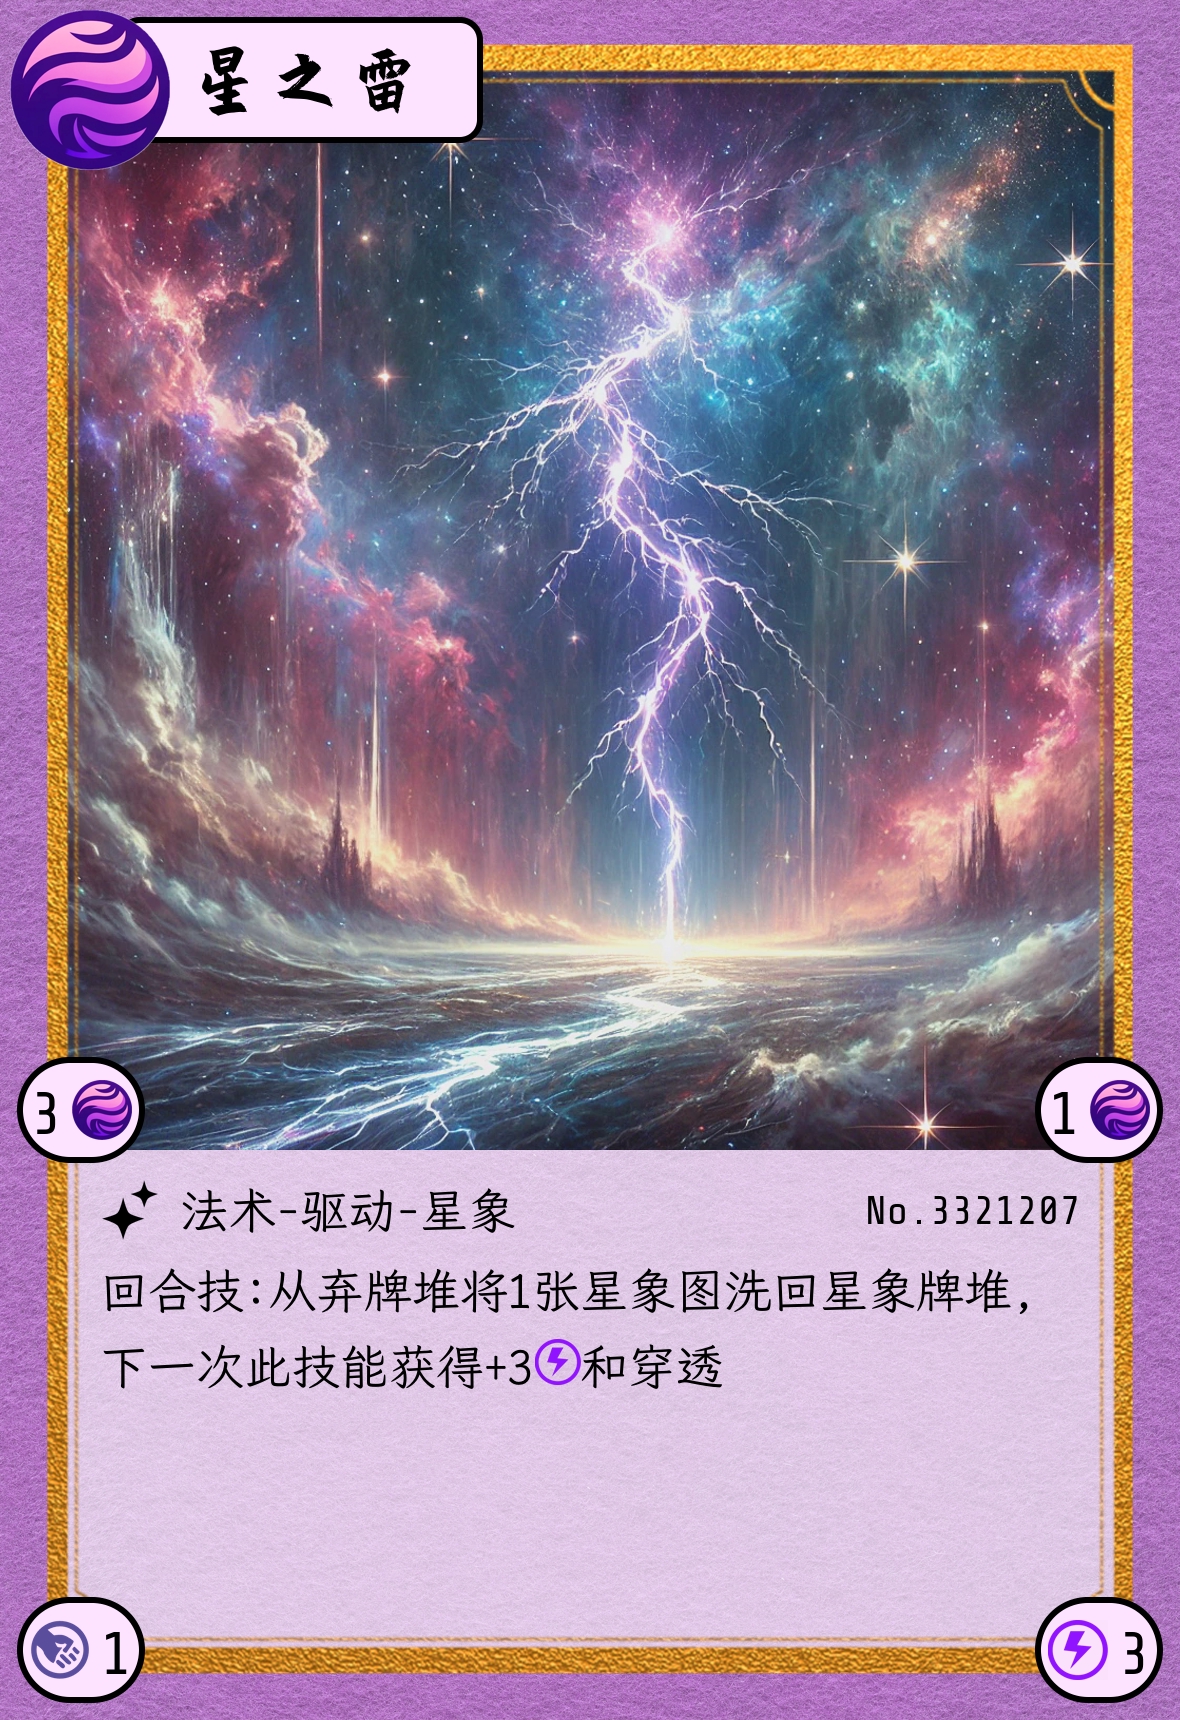 星之雷
3
1
法术-驱动-星象
No.3321207
回合技:从弃牌堆将1张星象图洗回星象牌堆,
下一次此技能获得+3和穿透
1
3